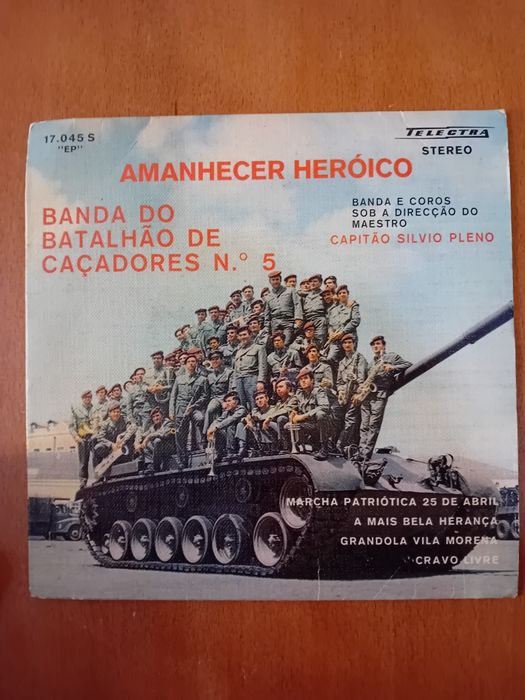 17.045 S
"EP"
TELECTRA
STEREO
AMANHECER HERÓICO
BANDA DO
BATALHÃO DE
CAÇADORES N.º 5
BANDA E COROS
SOB A DIRECÇÃO DO
MAESTRO
CAPITÃO SILVIO PLENO
MARCHA PATRIÓTICA 25 DE ABRIL
A MAIS BELA HERANÇA
GRANDOLA VILA MORENA
CRAVO LIVRE